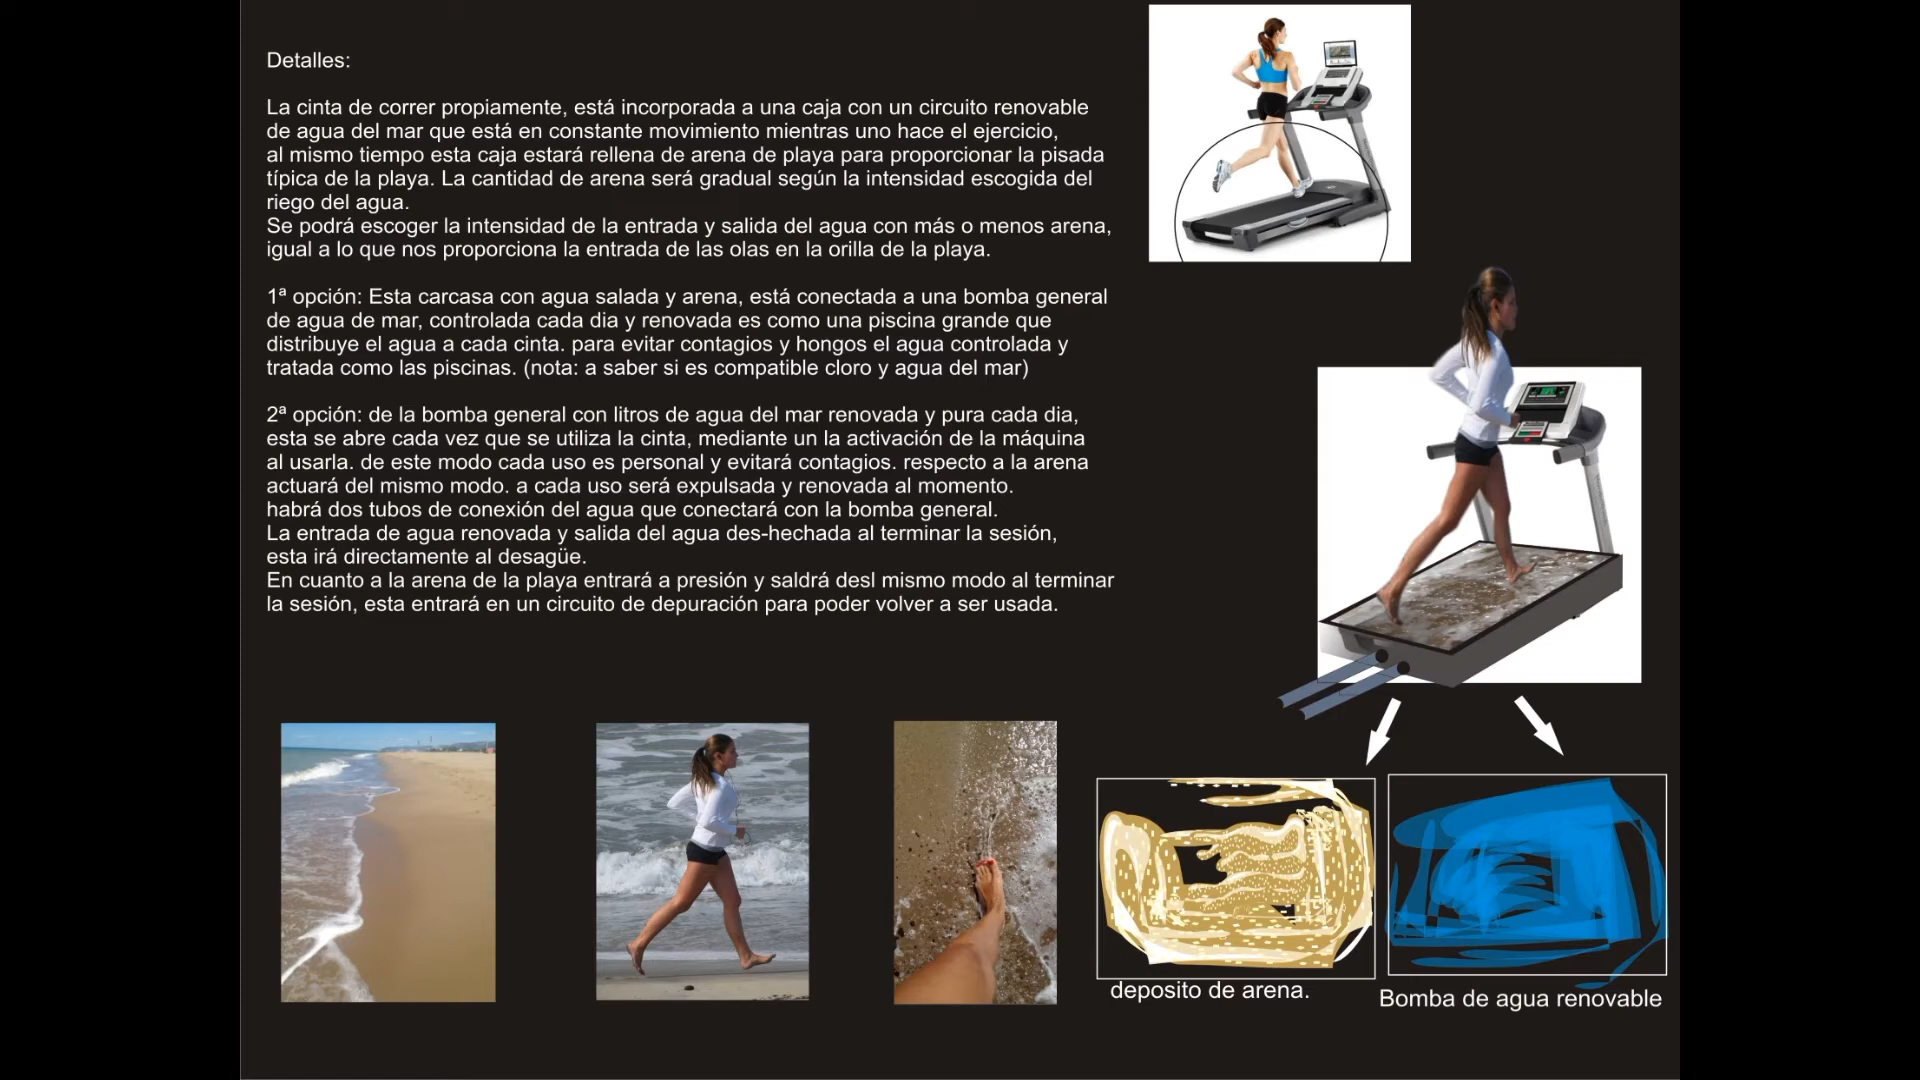 Detalles:
La cinta de correr propiamente, está incorporada a una caja con un circuito renovable
de agua del mar que está en constante movimiento mientras uno hace el ejercicio,
al mismo tiempo esta caja estará rellena de arena de playa para proporcionar la pisada
típica de la playa. La cantidad de arena será gradual según la intensidad escogida del
riego del agua.
Se podrá escoger la intensidad de la entrada y salida del agua con más o menos arena,
igual a lo que nos proporciona la entrada de las olas en la orilla de la playa.
1ª opción: Esta carcasa con agua salada y arena, está conectada a una bomba general
de agua de mar, controlada cada dia y renovada es como una piscina grande que
distribuye el agua a cada cinta. para evitar contagios y hongos el agua controlada y
tratada como las piscinas. (nota: a saber si es compatible cloro y agua del mar)
2ª opción: de la bomba general con litros de agua del mar renovada y pura cada dia,
esta se abre cada vez que se utiliza la cinta, mediante un la activación de la máquina
al usarla. de este modo cada uso es personal y evitará contagios. respecto a la arena
actuará del mismo modo. a cada uso será expulsada y renovada al momento.
habrá dos tubos de conexión del agua que conectará con la bomba general.
La entrada de agua renovada y salida del agua des-hechada al terminar la sesión,
esta irá directamente al desagüe.
En cuanto a la arena de la playa entrará a presión y saldrá desl mismo modo al terminar
la sesión, esta entrará en un circuito de depuración para poder volver a ser usada.
deposito de arena.
Bomba de agua renovable